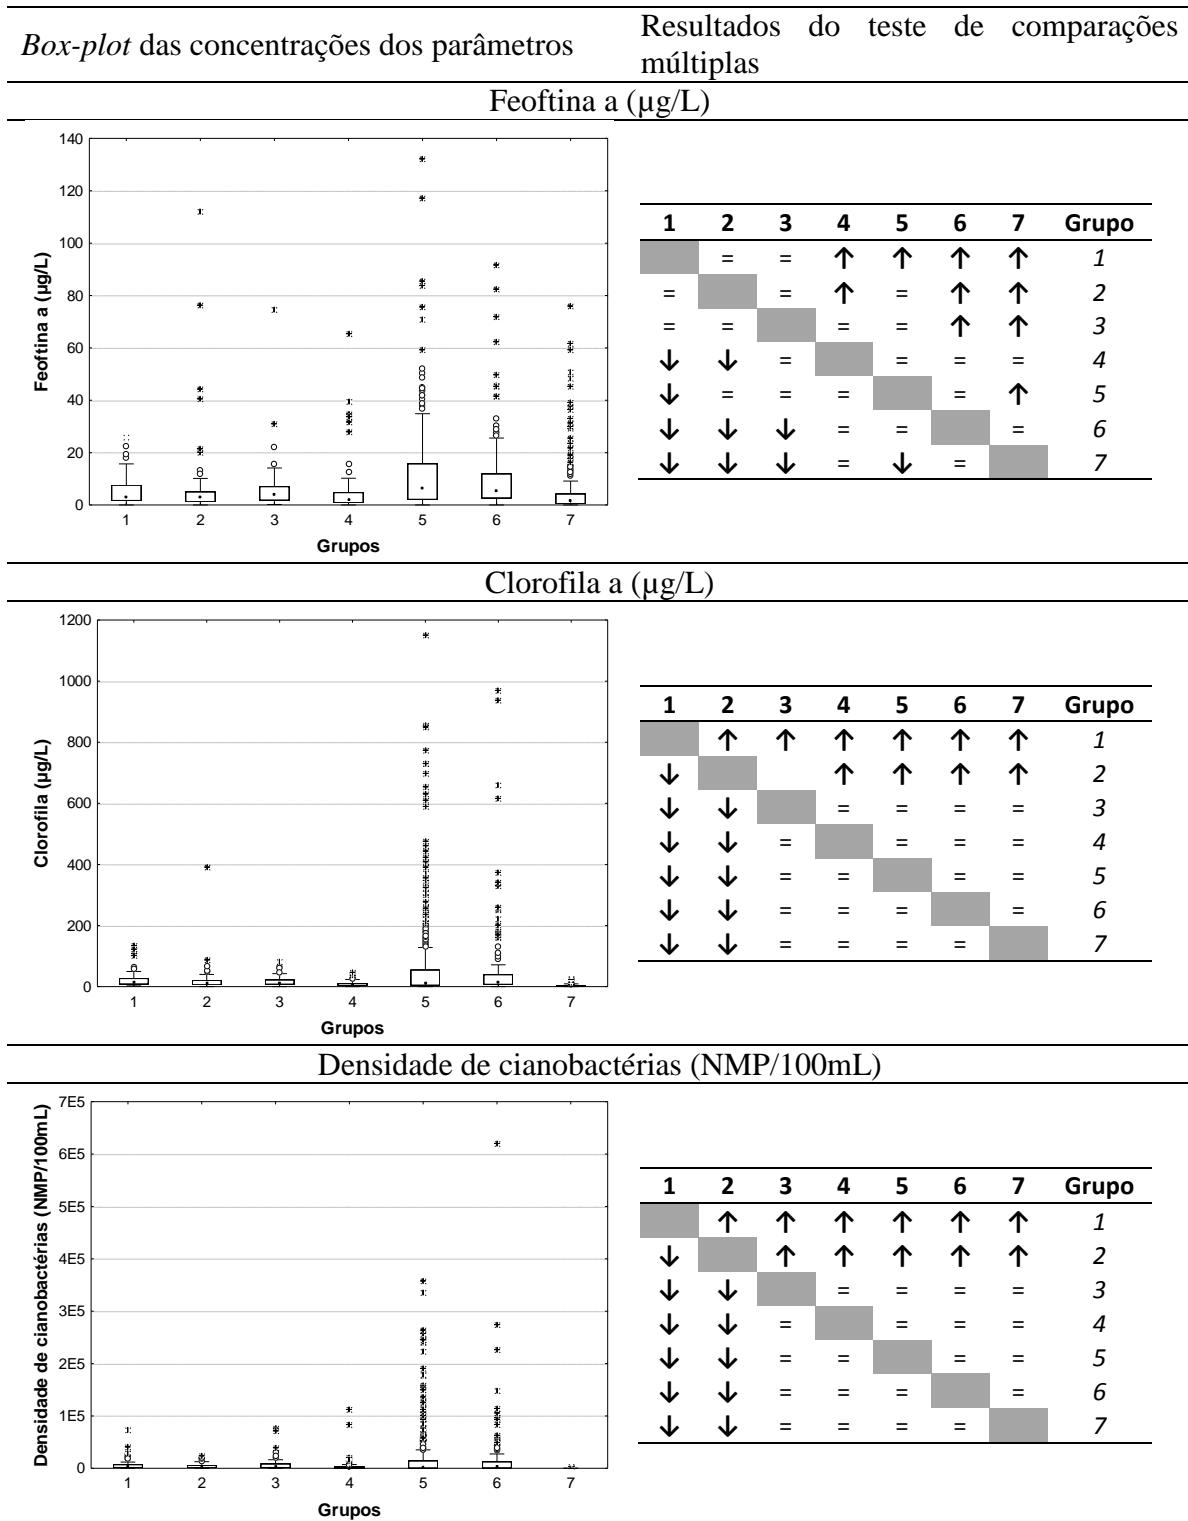 Box-plot das concentrações dos parâmetros
Resultados do teste de comparações
múltiplas
Feoftina a (µg/L)
Feoftina a (µg/L)
140
120
100
80
60
40
20
0
1 2 3 4 5 6 7
Grupos
1 2 3 4 5 6 7 Grupo
= = ↑ ↑ ↑ ↑ 1
= = ↑ = ↑ ↑ 2
= = = = ↑ ↑ 3
↓ ↓ = = = = 4
↓ = = = = ↑ 5
↓ ↓ ↓ = = = 6
↓ ↓ ↓ = ↓ = 7
Clorofila a (µg/L)
Clorofila (µg/L)
1200
1000
800
600
400
200
0
1 2 3 4 5 6 7
Grupos
1 2 3 4 5 6 7 Grupo
↑ ↑ ↑ ↑ ↑ ↑ 1
↓ ↑ ↑ ↑ ↑ 2
↓ ↓ = = = = 3
↓ ↓ = = = = 4
↓ ↓ = = = = 5
↓ ↓ = = = = 6
↓ ↓ = = = = 7
Densidade de cianobactérias (NMP/100mL)
Densidade de cianobactérias (NMP/100mL)
7E5
6E5
5E5
4E5
3E5
2E5
1E5
0
1 2 3 4 5 6 7
Grupos
1 2 3 4 5 6 7 Grupo
↑ ↑ ↑ ↑ ↑ ↑ 1
↓ ↑ ↑ ↑ ↑ ↑ 2
↓ ↓ = = = = 3
↓ ↓ = = = = 4
↓ ↓ = = = = 5
↓ ↓ = = = = 6
↓ ↓ = = = = 7